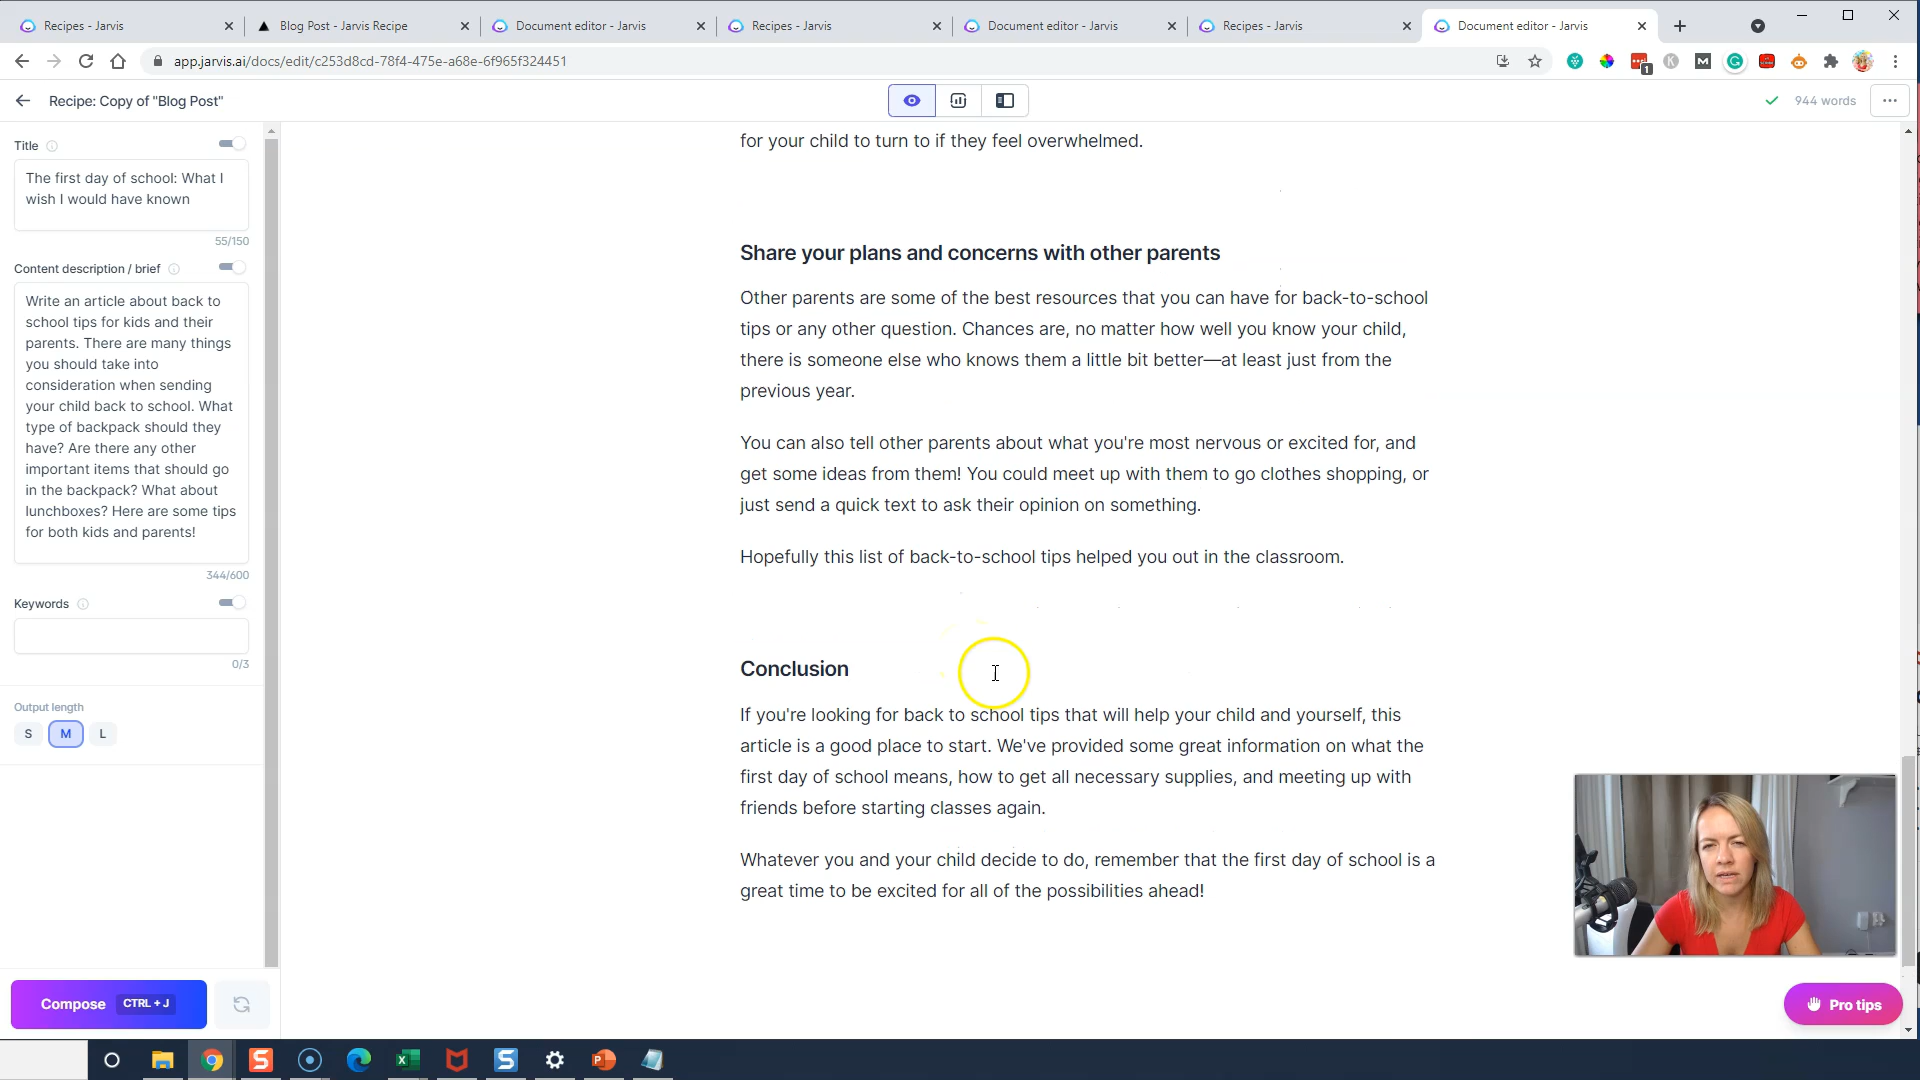 Recipes - Jarvis
Blog Post - Jarvis Recipe
Document editor - Jarvis
Recipes - Jarvis
Document editor - Jarvis
Recipes - Jarvis
Document editor - Jarvis
app.jarvis.ai/docs/edit/c253d8cd-78f4-475e-a68e-6f965f324451
Recipe: Copy of "Blog Post"
944 words
Title
The first day of school: What I
wish I would have known
55/150
Content description / brief
Write an article about back to
school tips for kids and their
parents. There are many things
you should take into
consideration when sending
your child back to school. What
type of backpack should they
have? Are there any other
important items that should go
in the backpack? What about
lunchboxes? Here are some tips
for both kids and parents!
344/600
Keywords
0/3
Output length
S
M
L
Compose CTRL + J
for your child to turn to if they feel overwhelmed.
Share your plans and concerns with other parents
Other parents are some of the best resources that you can have for back-to-school
tips or any other question. Chances are, no matter how well you know your child,
there is someone else who knows them a little bit better—at least just from the
previous year.
You can also tell other parents about what you're most nervous or excited for, and
get some ideas from them! You could meet up with them to go clothes shopping, or
just send a quick text to ask their opinion on something.
Hopefully this list of back-to-school tips helped you out in the classroom.
Conclusion
If you're looking for back to school tips that will help your child and yourself, this
article is a good place to start. We've provided some great information on what the
first day of school means, how to get all necessary supplies, and meeting up with
friends before starting classes again.
Whatever you and your child decide to do, remember that the first day of school is a
great time to be excited for all of the possibilities ahead!
Pro tips